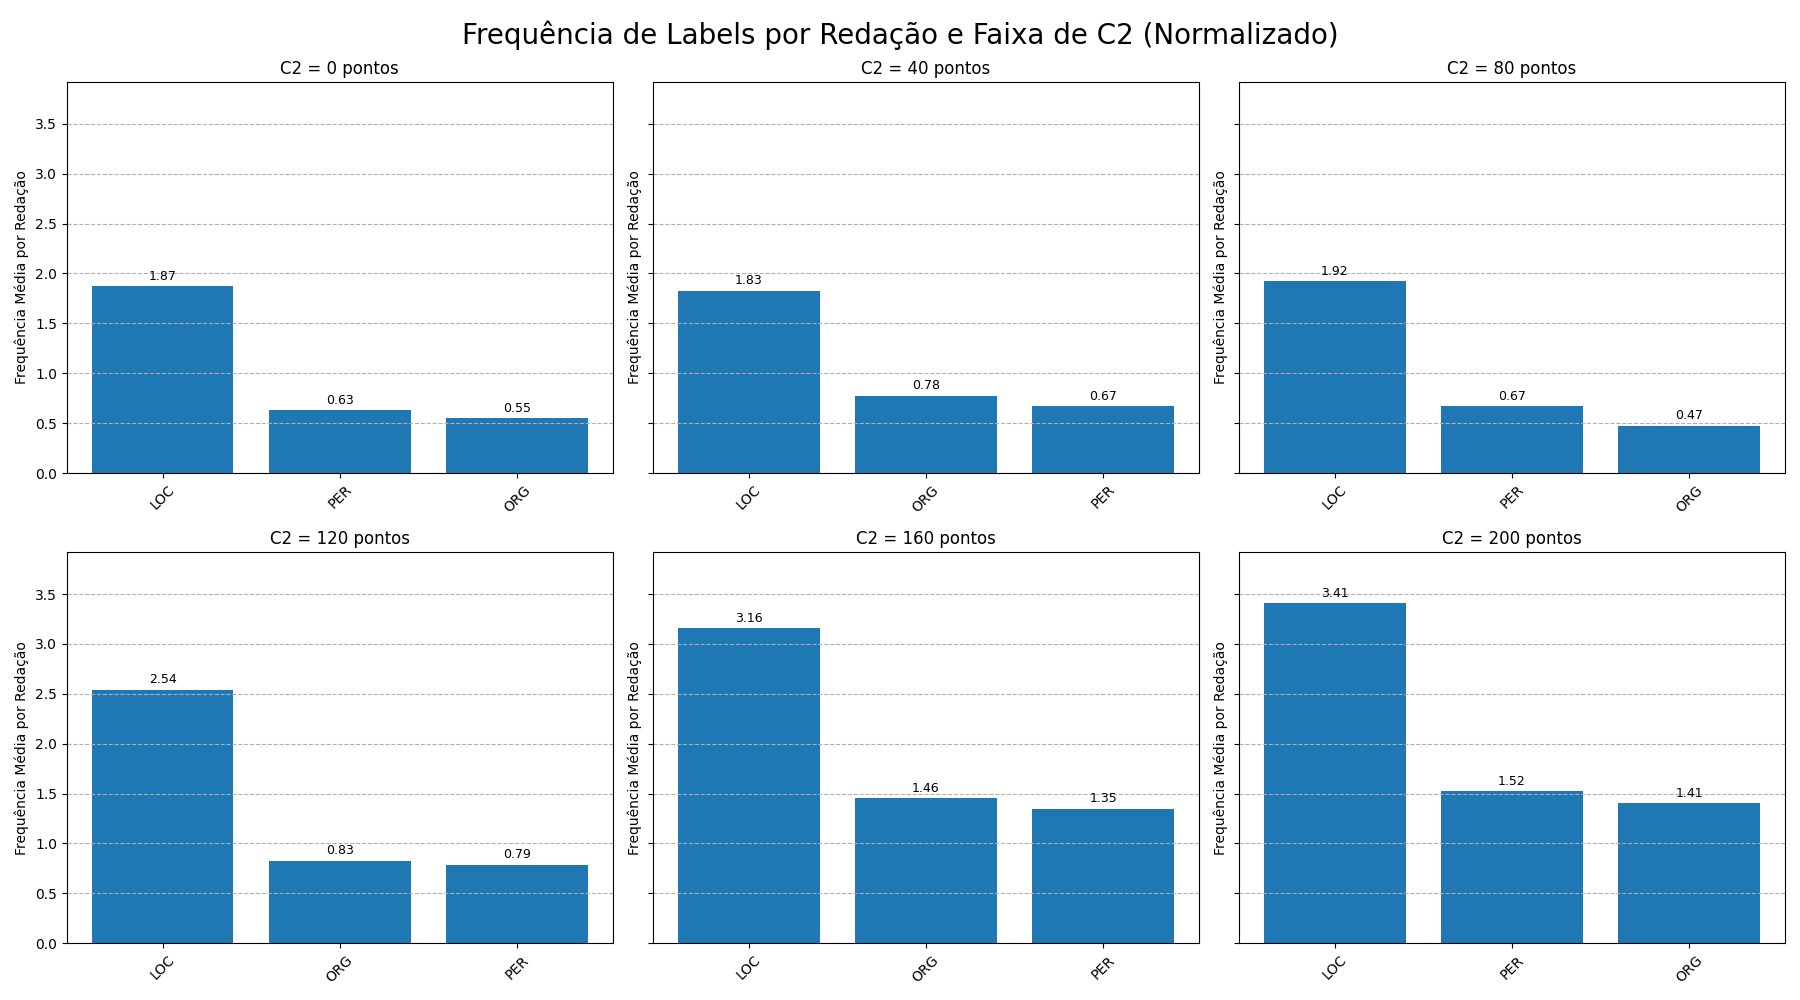 Frequência de Labels por Redação e Faixa de C2 (Normalizado)
C2 = 0 pontos
Frequência Média por Redação
3.5
3.0
2.5
2.0
1.5
1.0
0.5
0.0
1.87
0.63
0.55
LOC
PER
ORG
C2 = 40 pontos
Frequência Média por Redação
1.83
0.78
0.67
LOC
ORG
PER
C2 = 80 pontos
Frequência Média por Redação
1.92
0.67
0.47
LOC
PER
ORG
C2 = 120 pontos
Frequência Média por Redação
3.5
3.0
2.5
2.0
1.5
1.0
0.5
0.0
2.54
0.83
0.79
LOC
ORG
PER
C2 = 160 pontos
Frequência Média por Redação
3.16
1.46
1.35
LOC
ORG
PER
C2 = 200 pontos
Frequência Média por Redação
3.41
1.52
1.41
LOC
PER
ORG